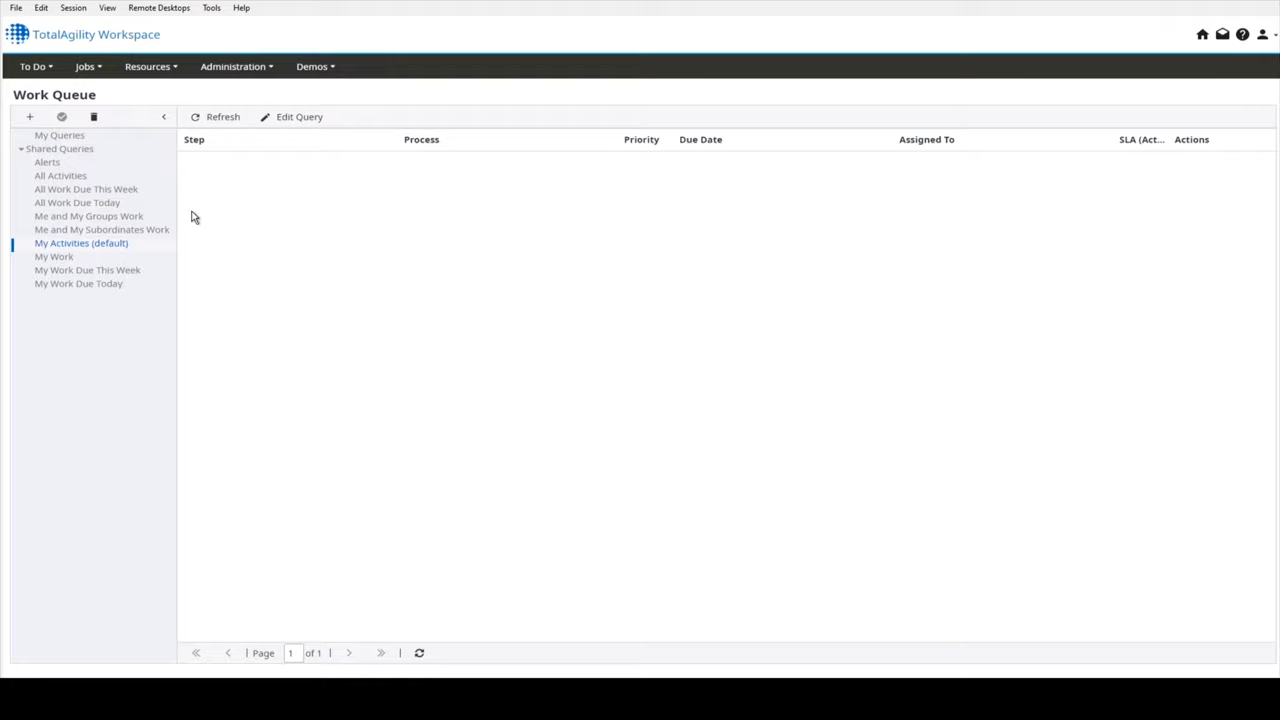 File Edit Session View Remote Desktops Tools Help
TotalAgility Workspace
To Do Jobs Resources Administration Demos
Work Queue
Refresh Edit Query
Step Process Priority Due Date Assigned To SLA (Act... Actions
My Queries
Shared Queries
Alerts
All Activities
All Work Due This Week
All Work Due Today
Me and My Groups Work
Me and My Subordinates Work
My Activities (default)
My Work
My Work Due This Week
My Work Due Today
Page 1 of 1